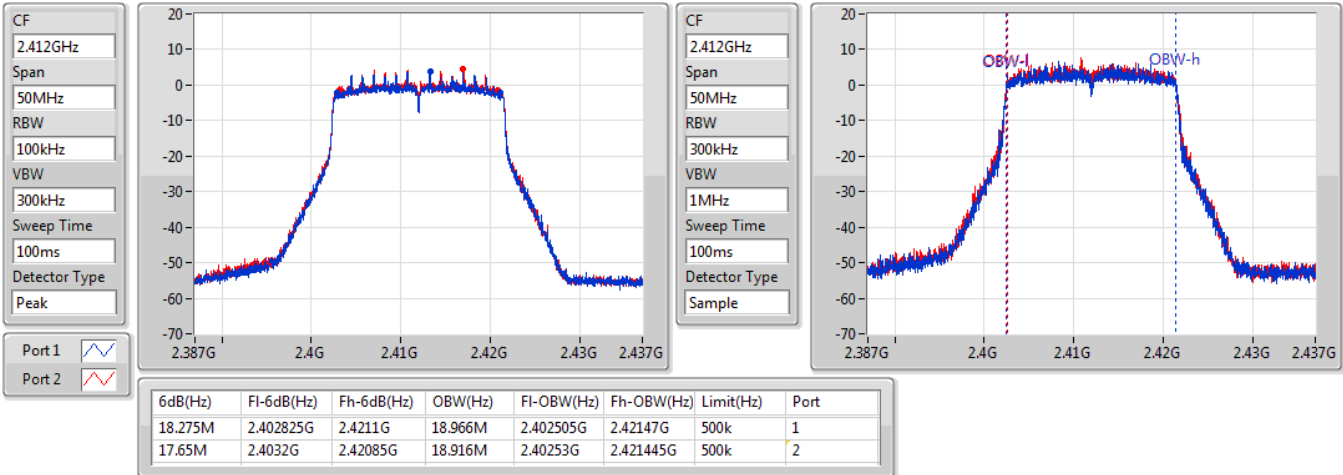 CF
2.412GHz
Span
50MHz
RBW
100kHz
VBW
300kHz
Sweep Time
100ms
Detector Type
Peak
Port 1
Port 2
20
10
0
-10
-20
-30
-40
-50
-60
-70
2.387G 2.4G 2.41G 2.42G 2.43G 2.437G
CF
2.412GHz
Span
50MHz
RBW
300kHz
VBW
1MHz
Sweep Time
100ms
Detector Type
Sample
20
10
0
-10
-20
-30
-40
-50
-60
-70
OBW-l OBW-h
2.387G 2.4G 2.41G 2.42G 2.43G 2.437G
6dB(Hz) Fl-6dB(Hz) Fh-6dB(Hz) OBW(Hz) Fl-OBW(Hz) Fh-OBW(Hz) Limit(Hz) Port
18.275M 2.402825G 2.4211G 18.966M 2.402505G 2.42147G 500k 1
17.65M 2.4032G 2.42085G 18.916M 2.40253G 2.421445G 500k 2